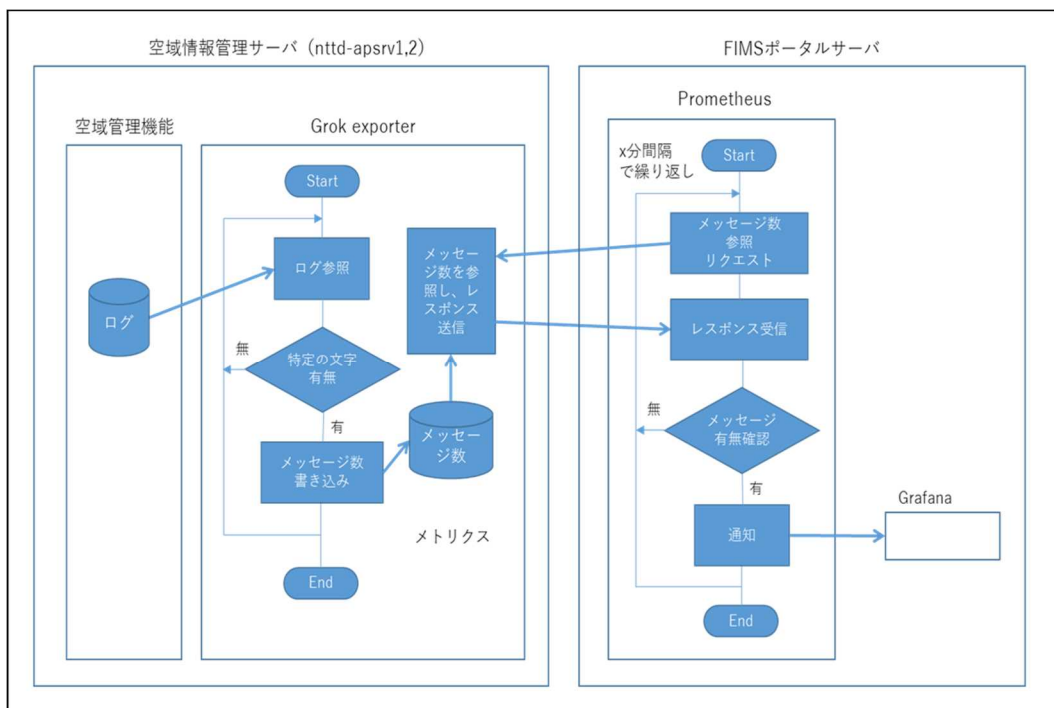 空域情報管理サーバ（nttd-apsrv1,2）
空域管理機能
ログ
Grok exporter
Start
ログ参照
特定の文字
有無
無
有
メッセージ数
書き込み
End
メッセー
ジ数を参
照し、レ
スポンス
送信
メッセー
ジ数
メトリクス
FIMSポータルサーバ
Prometheus
x分間隔
で繰り返し
Start
メッセージ数
参照
リクエスト
レスポンス受信
メッセージ
有無確認
無
有
通知
End
Grafana